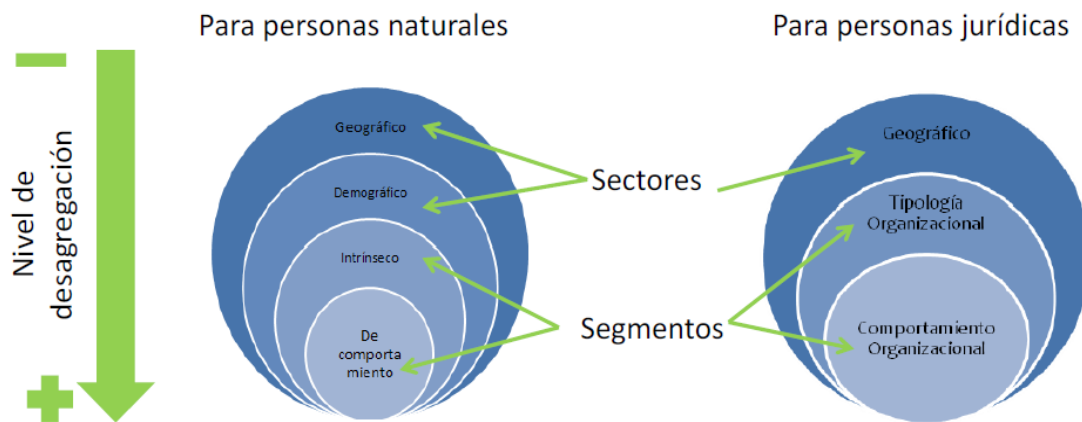 Para personas naturales
Para personas jurídicas
Nivel de
desagregación
Geográfico
Demográfico
Intrínseco
De
comporta
miento
Sectores
Segmentos
Geográfico
Tipología
Organizacional
Comportamiento
Organizacional